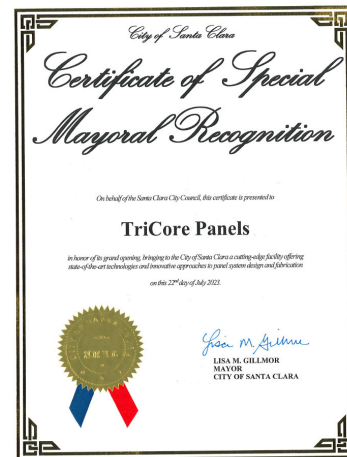 City of Santa Clara
Certificate of Special
Mayoral Recognition
On behalf of the Santa Clara City Council, this certificate is presented to
TriCore Panels
in honor of its grand opening, bringing to the City of Santa Clara a cutting-edge facility offering
state-of-the-art technologies and innovative approaches to panel system design and fabrication
on this 22nd day of July 2023.
Lisa M. Gillmor
LISA M. GILLMOR
MAYOR
CITY OF SANTA CLARA